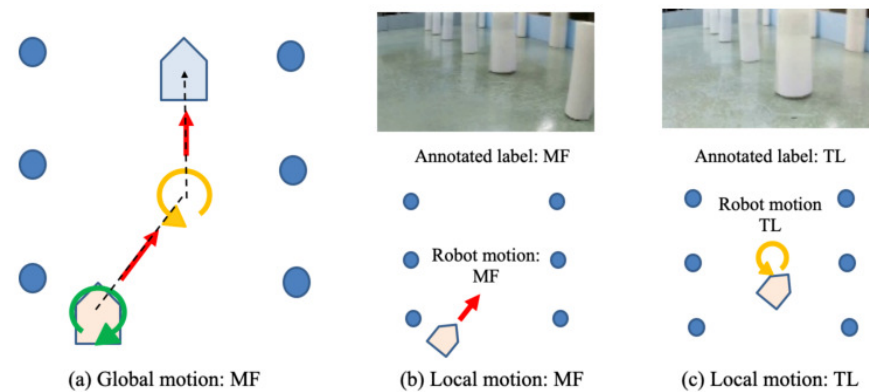 Annotated label: MF
Annotated label: TL
Robot motion:
MF
Robot motion
TL
(a) Global motion: MF
(b) Local motion: MF
(c) Local motion: TL